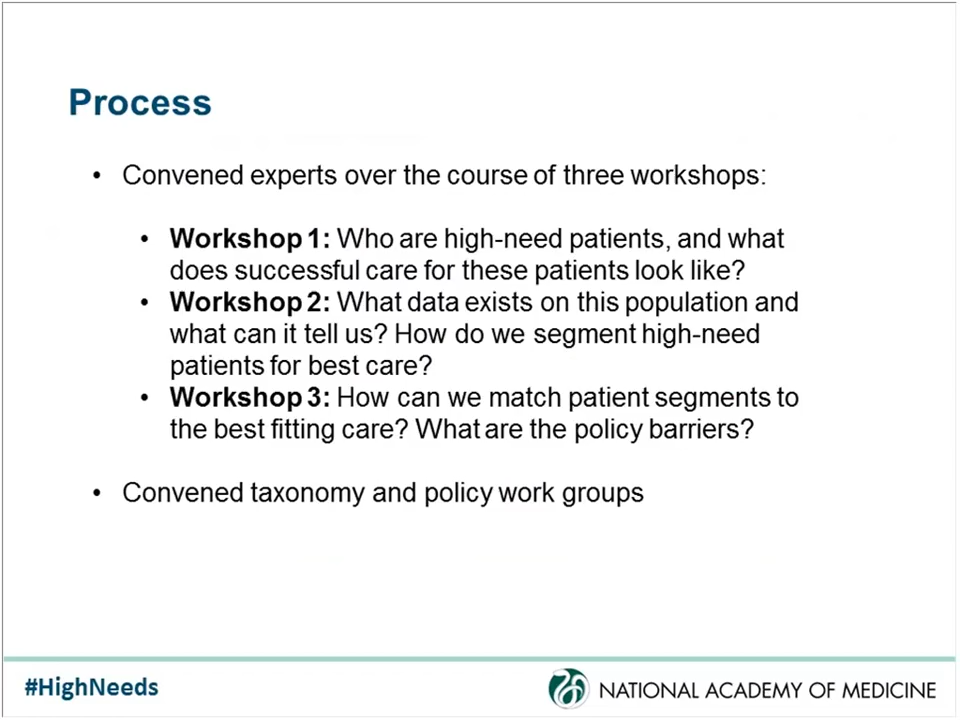 Process
• Convened experts over the course of three workshops:
• Workshop 1: Who are high-need patients, and what
does successful care for these patients look like?
• Workshop 2: What data exists on this population and
what can it tell us? How do we segment high-need
patients for best care?
• Workshop 3: How can we match patient segments to
the best fitting care? What are the policy barriers?
• Convened taxonomy and policy work groups
#HighNeeds
NATIONAL ACADEMY OF MEDICINE